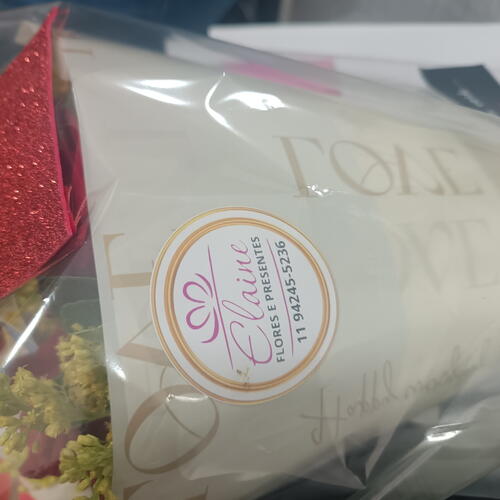 LOVE
LOVE
Elaine
FLORES E PRESENTES
11 94245-5236